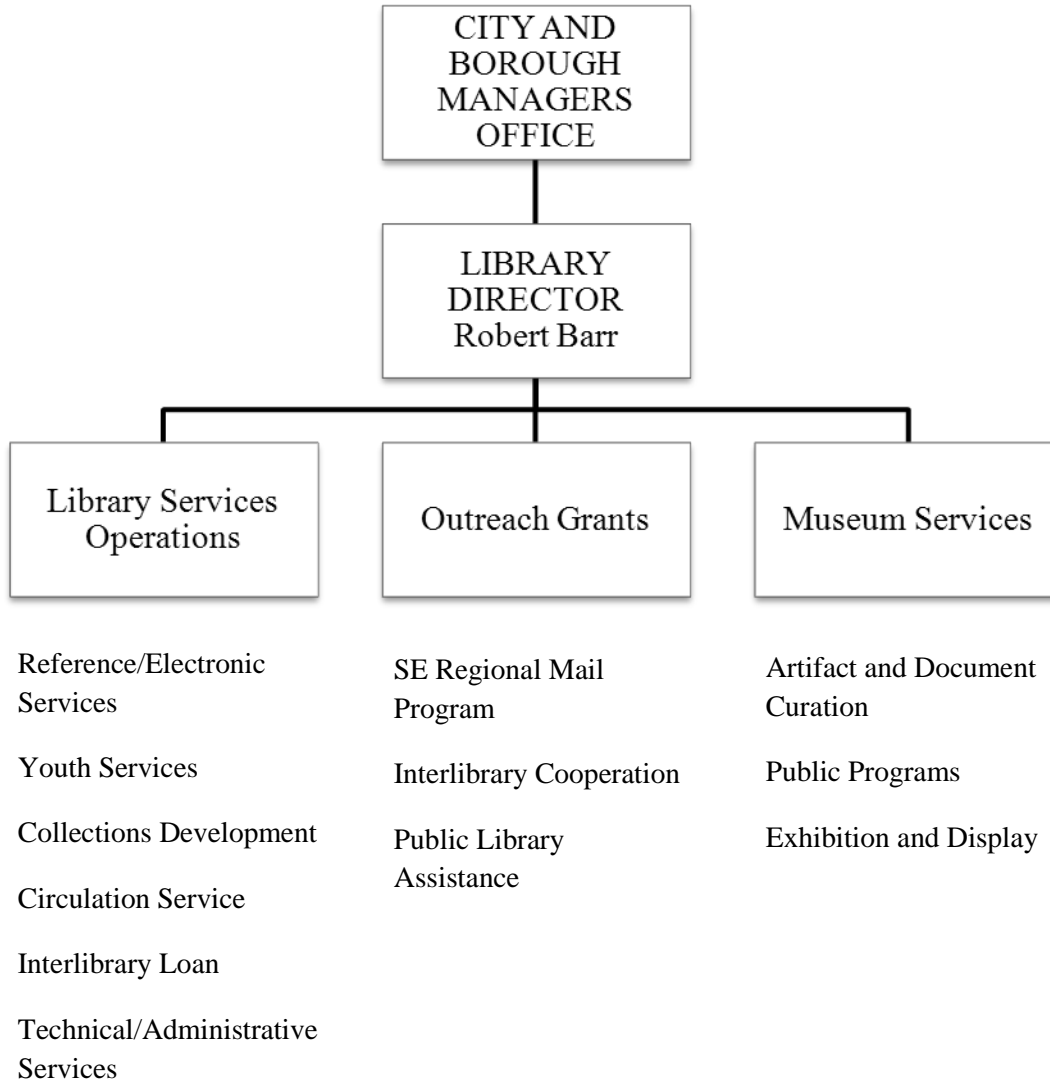 CITY AND
BOROUGH
MANAGERS
OFFICE
LIBRARY
DIRECTOR
Robert Barr
Library Services
Operations
Outreach Grants
Museum Services
Reference/Electronic
Services
Youth Services
Collections Development
Circulation Service
Interlibrary Loan
Technical/Administrative
Services
SE Regional Mail
Program
Interlibrary Cooperation
Public Library
Assistance
Artifact and Document
Curation
Public Programs
Exhibition and Display